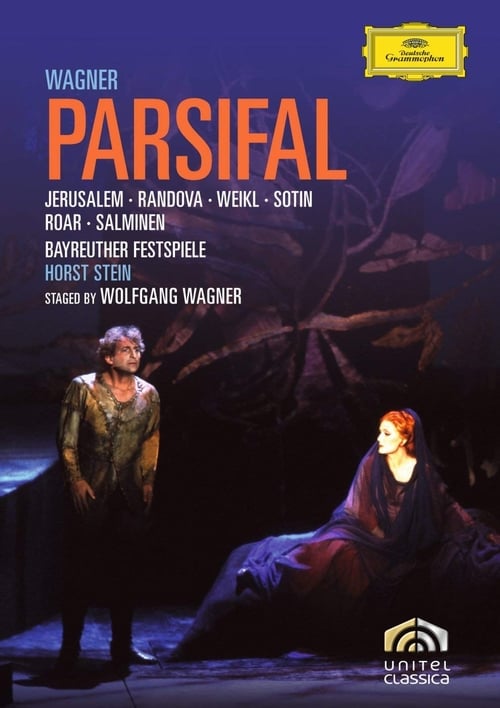 Deutsche
Grammophon
WAGNER
PARSIFAL
JERUSALEM · RANDOVA · WEIKL · SOTIN
ROAR · SALMINEN
BAYREUTHER FESTSPIELE
HORST STEIN
STAGED BY WOLFGANG WAGNER
UNITEL
CLASSICA